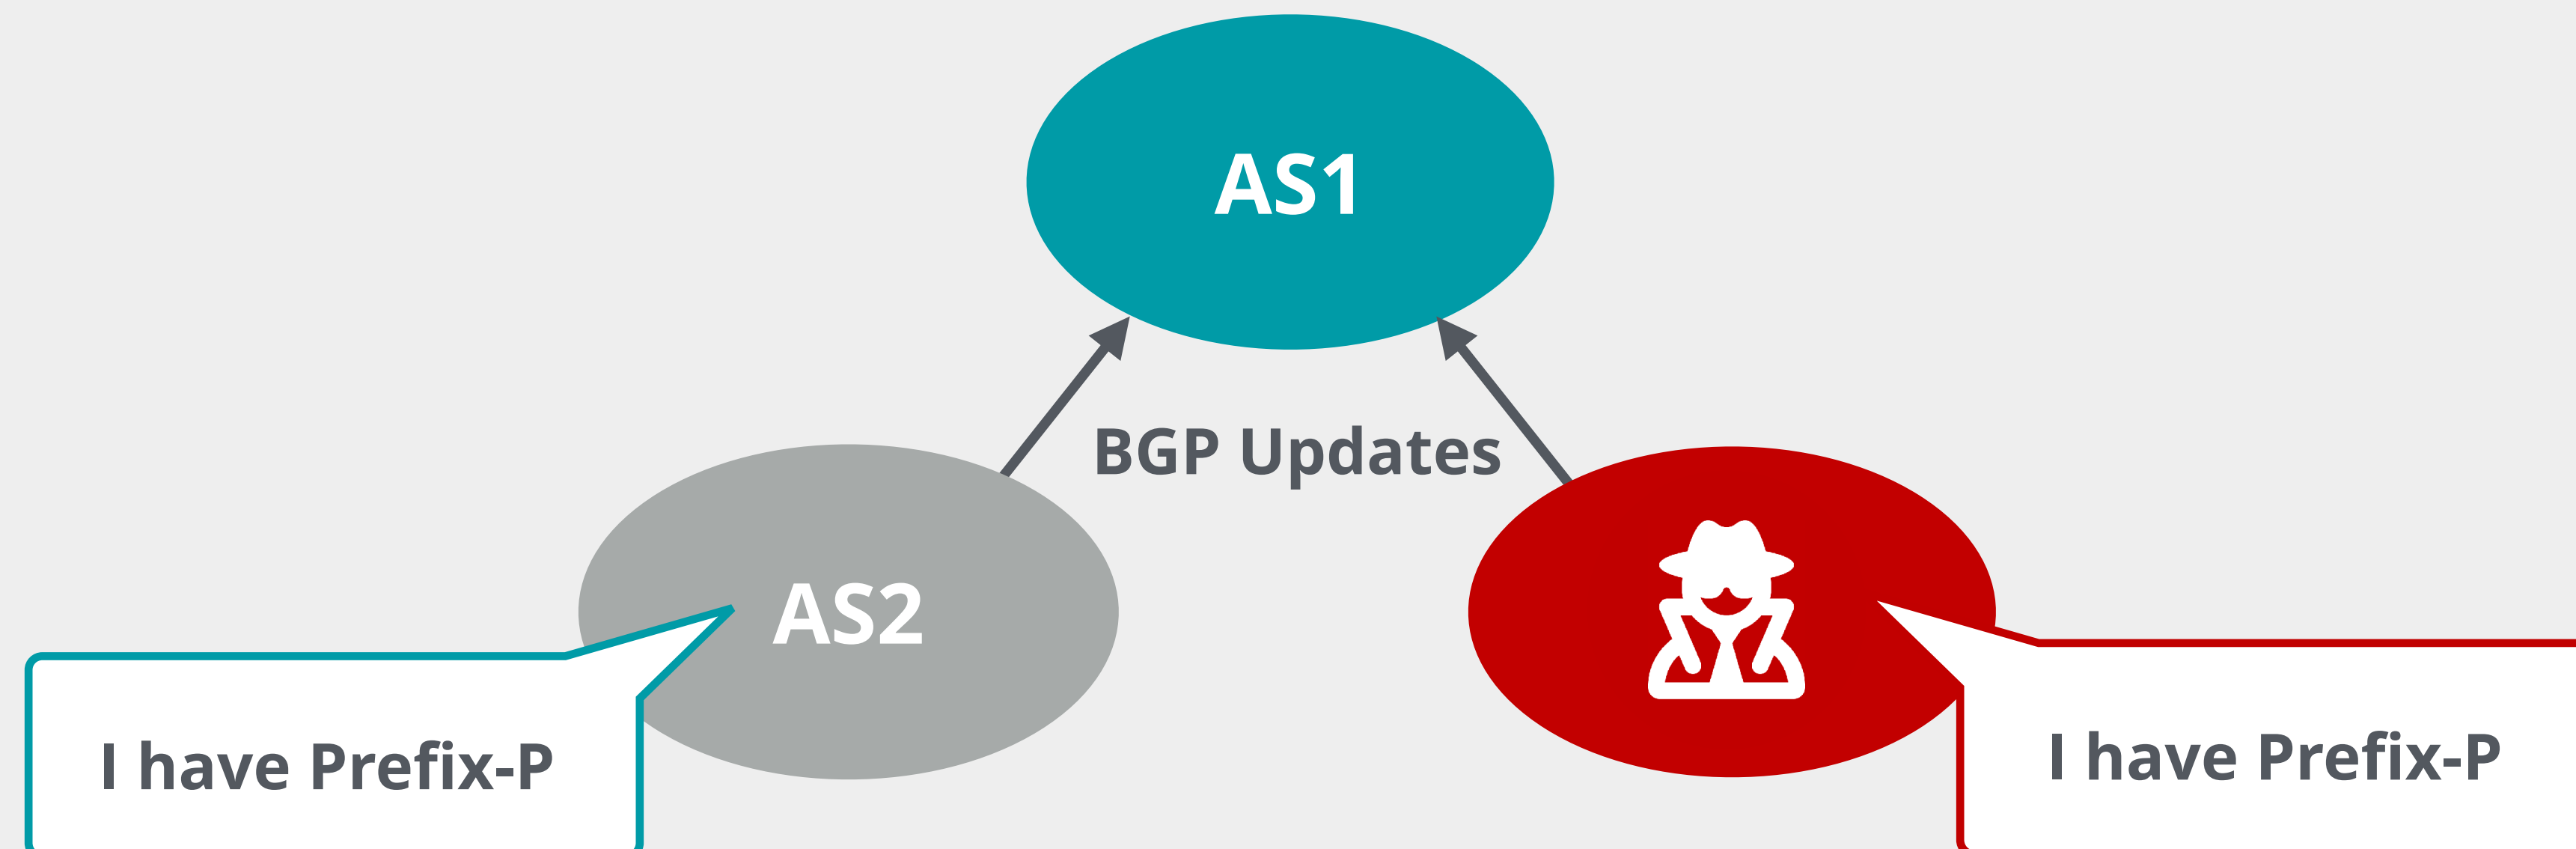 AS1
BGP Updates
AS2
I have Prefix-P
I have Prefix-P